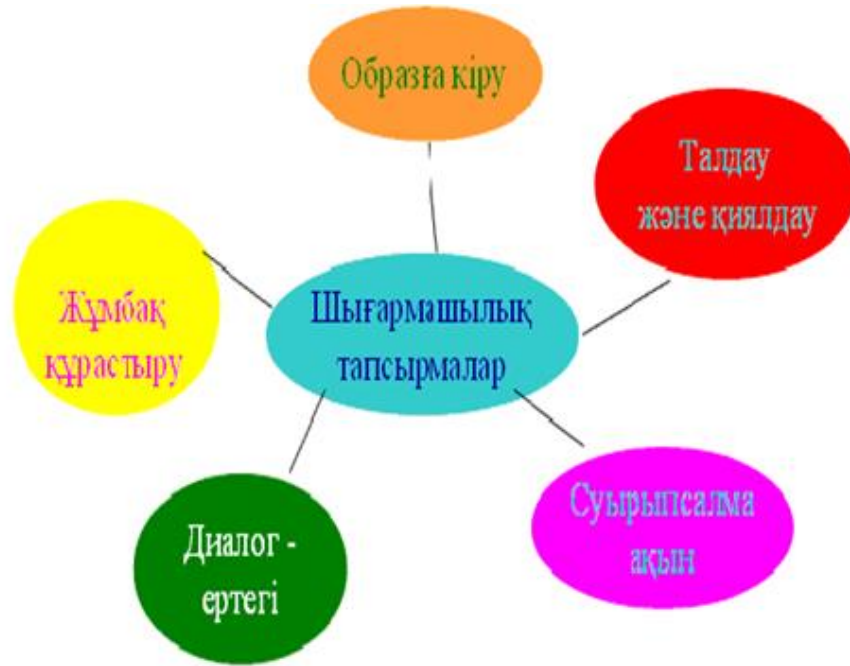 Образға кіру
Талдау
және қиялдау
Жұмбақ
құрастыру
Шығармашылық
тапсырмалар
Диалог -
ертегі
Суырыпсалма
ақын